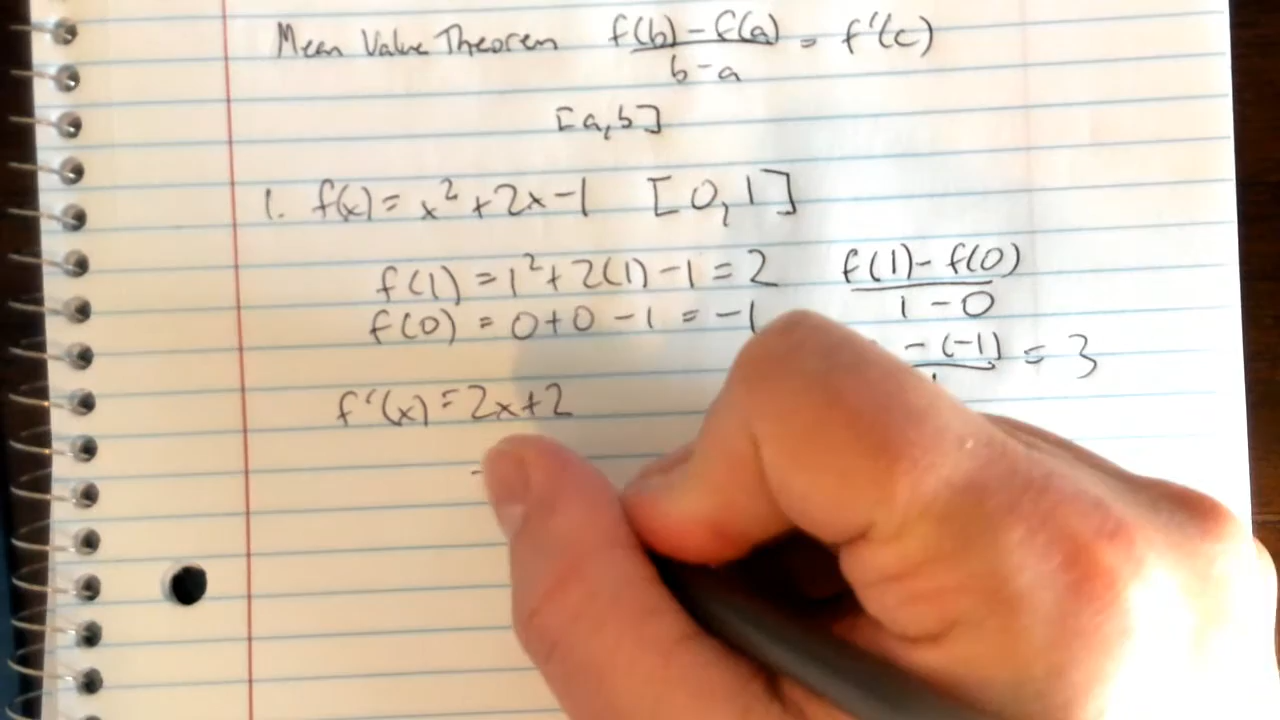 Mean Value Theorem f(b) - f(a) / b - a = f'(c)
[a,b]
1. f(x) = x² + 2x - 1 [0,1]
f(1) = 1² + 2(1) - 1 = 2 f(1) - f(0) / 1 - 0
f(0) = 0 + 0 - 1 = -1
- (-1) = 3
f'(x) = 2x + 2